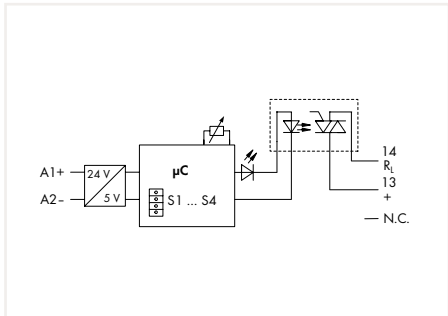 A1+
A2–
24 V
5 V
µC
S1 ... S4
14
RL
13
+
N.C.